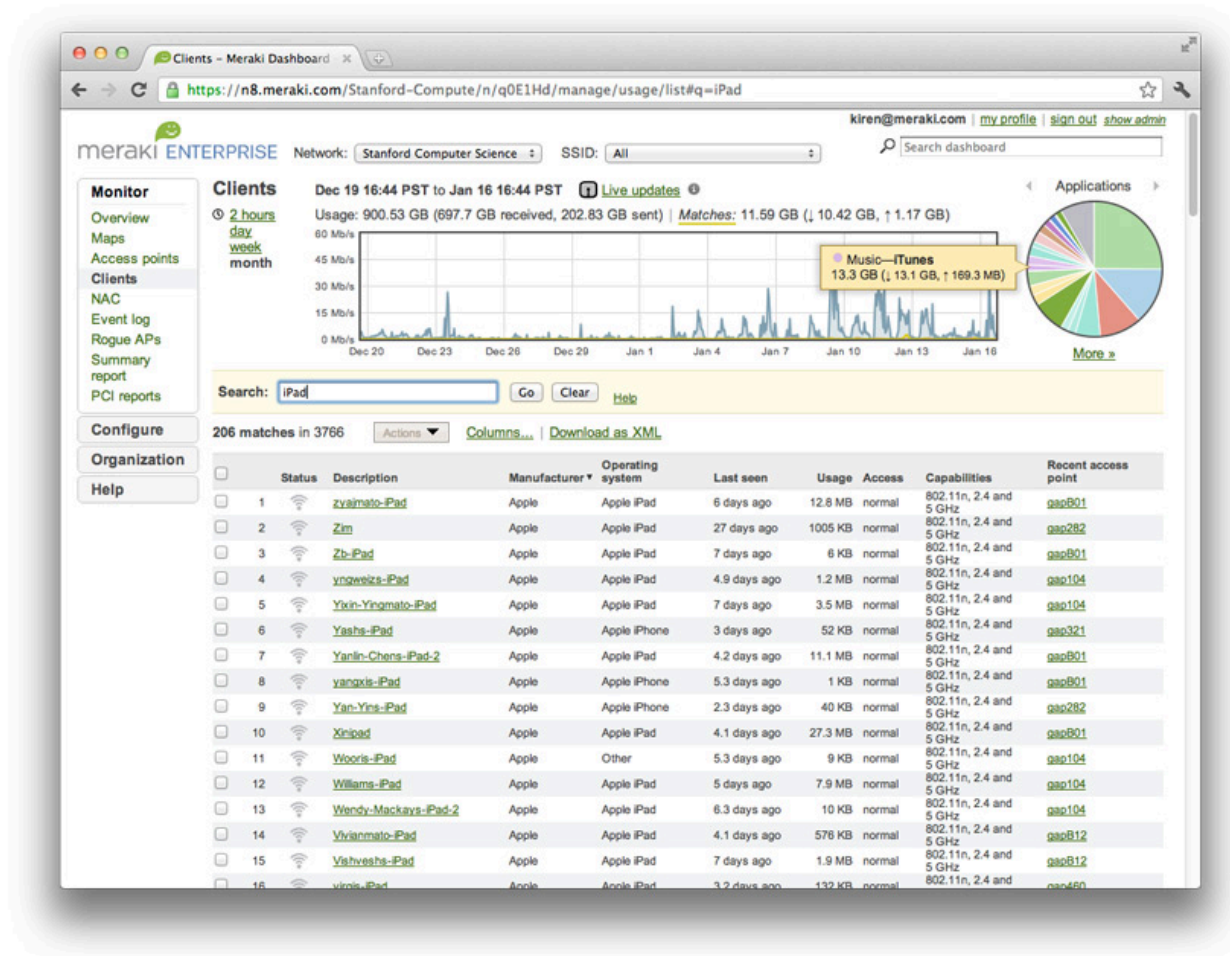 Clients - Meraki Dashboard
https://n8.meraki.com/Stanford-Compute/n/q0E1Hd/manage/usage/list#q=iPad
kiren@meraki.com | my profile | sign out show admin
meraki ENTERPRISE Network: Stanford Computer Science SSID: All Search dashboard
Monitor
Overview
Maps
Access points
Clients
NAC
Event log
Rogue APs
Summary
report
PCI reports
Configure
Organization
Help
Clients Dec 19 16:44 PST to Jan 16 16:44 PST Live updates
2 hours
day
week
month
Usage: 900.53 GB (697.7 GB received, 202.83 GB sent) | Matches: 11.59 GB (↓ 10.42 GB, ↑ 1.17 GB)
60 Mb/s
45 Mb/s
30 Mb/s
15 Mb/s
0 Mb/s
Dec 20 Dec 23 Dec 26 Dec 29 Jan 1 Jan 4 Jan 7 Jan 10 Jan 13 Jan 16
Applications
Music—iTunes
13.3 GB (↓ 13.1 GB, ↑ 169.3 MB)
More »
Search: iPad Go Clear Help
206 matches in 3766 Actions Columns... | Download as XML
Status Description Manufacturer Operating system Last seen Usage Access Capabilities Recent access point
1 zyajmato-iPad Apple Apple iPad 6 days ago 12.8 MB normal 802.11n, 2.4 and 5 GHz gapB01
2 Zim Apple Apple iPad 27 days ago 1005 KB normal 802.11n, 2.4 and 5 GHz gap282
3 Zb-iPad Apple Apple iPad 7 days ago 6 KB normal 802.11n, 2.4 and 5 GHz gapB01
4 yngweizs-iPad Apple Apple iPad 4.9 days ago 1.2 MB normal 802.11n, 2.4 and 5 GHz gap104
5 Yixin-Yingmato-iPad Apple Apple iPad 7 days ago 3.5 MB normal 802.11n, 2.4 and 5 GHz gap104
6 Yashs-iPad Apple Apple iPhone 3 days ago 52 KB normal 802.11n, 2.4 and 5 GHz gap321
7 Yanlin-Chens-iPad-2 Apple Apple iPad 4.2 days ago 11.1 MB normal 802.11n, 2.4 and 5 GHz gapB01
8 yangxis-iPad Apple Apple iPhone 5.3 days ago 1 KB normal 802.11n, 2.4 and 5 GHz gapB01
9 Yan-Yins-iPad Apple Apple iPhone 2.3 days ago 40 KB normal 802.11n, 2.4 and 5 GHz gap282
10 Xinipad Apple Apple iPad 4.1 days ago 27.3 MB normal 802.11n, 2.4 and 5 GHz gapB01
11 Wooris-iPad Apple Other 5.3 days ago 9 KB normal 802.11n, 2.4 and 5 GHz gap104
12 Williams-iPad Apple Apple iPad 5 days ago 7.9 MB normal 802.11n, 2.4 and 5 GHz gap104
13 Wendy-Mackays-iPad-2 Apple Apple iPad 6.3 days ago 10 KB normal 802.11n, 2.4 and 5 GHz gap104
14 Vivianmato-iPad Apple Apple iPad 4.1 days ago 576 KB normal 802.11n, 2.4 and 5 GHz gapB12
15 Vishveshs-iPad Apple Apple iPad 7 days ago 1.9 MB normal 802.11n, 2.4 and 5 GHz gapB12
16 virgis-iPad Apple Apple iPad 3.2 days ago 132 KB normal 802.11n, 2.4 and gap460